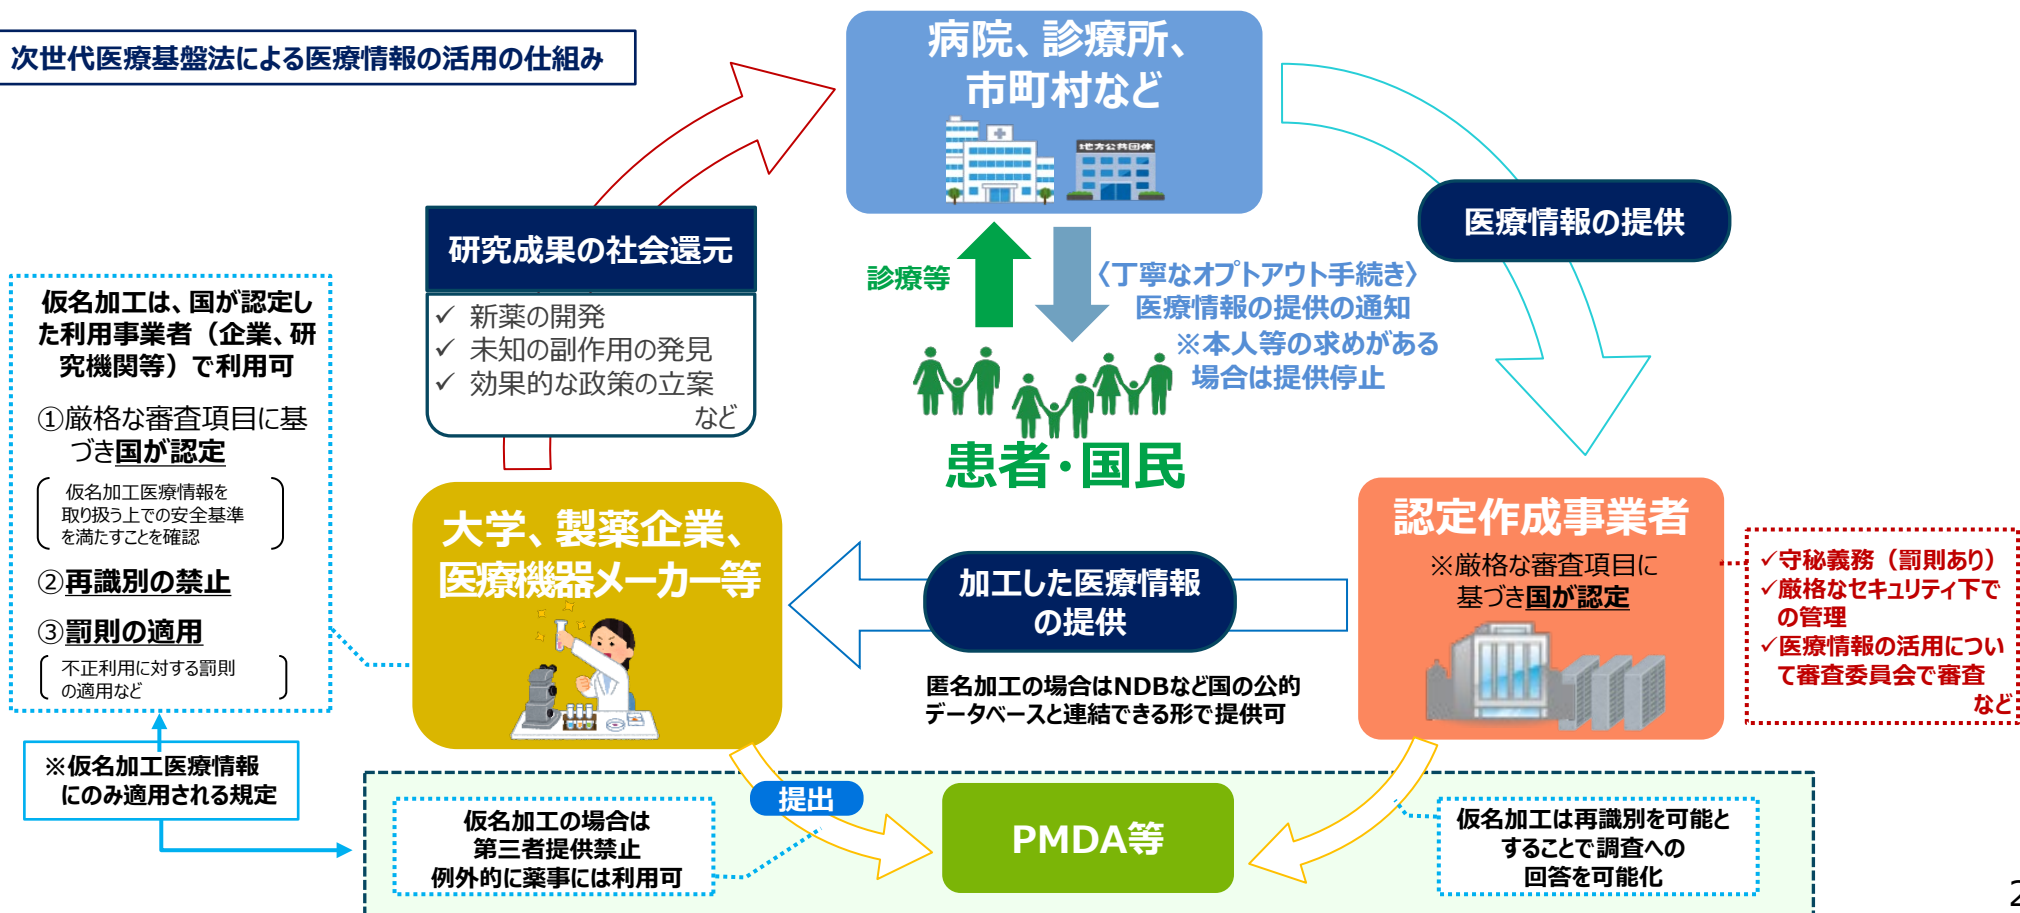 次世代医療基盤法による医療情報の活用の仕組み
病院、診療所、
市町村など
地方公共団体
医療情報の提供
研究成果の社会還元
✓ 新薬の開発
✓ 未知の副作用の発見
✓ 効果的な政策の立案
など
診療等
〈丁寧なオプトアウト手続き〉
医療情報の提供の通知
※本人等の求めがある
場合は提供停止
患者・国民
仮名加工は、国が認定し
た利用事業者（企業、研
究機関等）で利用可
①厳格な審査項目に基
づき国が認定
仮名加工医療情報を
取り扱う上での安全基準
を満たすことを確認
②再識別の禁止
③罰則の適用
不正利用に対する罰則
の適用など
※仮名加工医療情報
にのみ適用される規定
大学、製薬企業、
医療機器メーカー等
加工した医療情報
の提供
匿名加工の場合はNDBなど国の公的
データベースと連結できる形で提供可
認定作成事業者
※厳格な審査項目に
基づき国が認定
✓守秘義務（罰則あり）
✓厳格なセキュリティ下で
の管理
✓医療情報の活用につい
て審査委員会で審査
など
提出
仮名加工の場合は
第三者提供禁止
例外的に薬事には利用可
PMDA等
仮名加工は再識別を可能と
することで調査への
回答を可能化
2